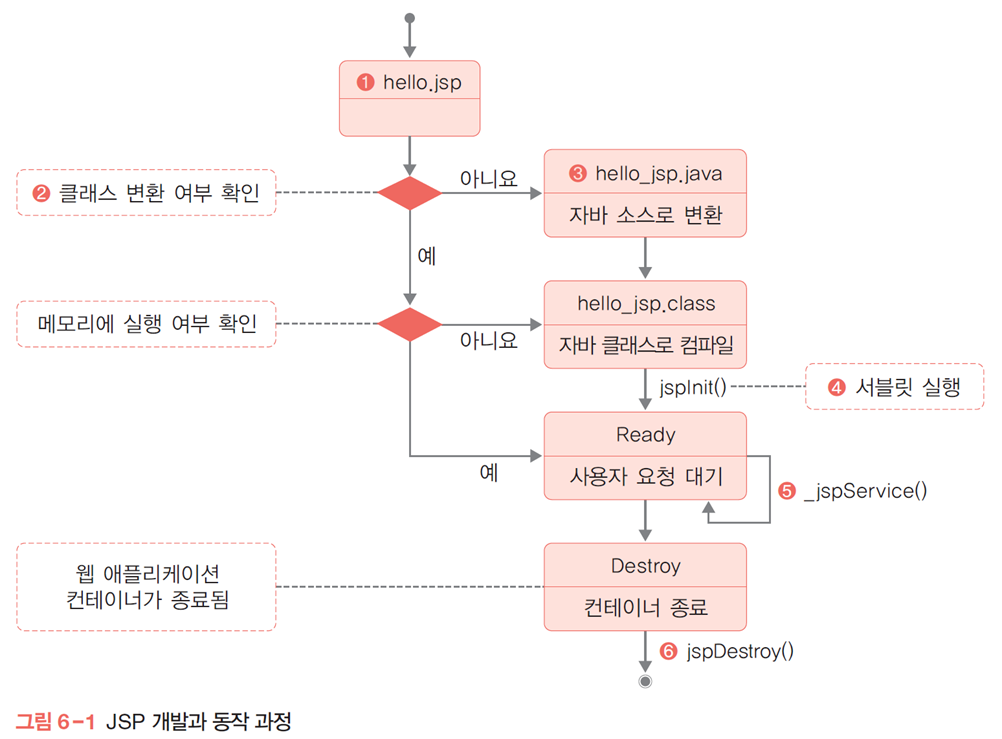 ❶ hello.jsp
❷ 클래스 변환 여부 확인
아니요
❸ hello_jsp.java
자바 소스로 변환
예
메모리에 실행 여부 확인
아니요
hello_jsp.class
자바 클래스로 컴파일
jspInit()
❹ 서블릿 실행
Ready
사용자 요청 대기
예
❺ _jspService()
웹 애플리케이션
컨테이너가 종료됨
Destroy
컨테이너 종료
❻ jspDestroy()
그림 6-1 JSP 개발과 동작 과정